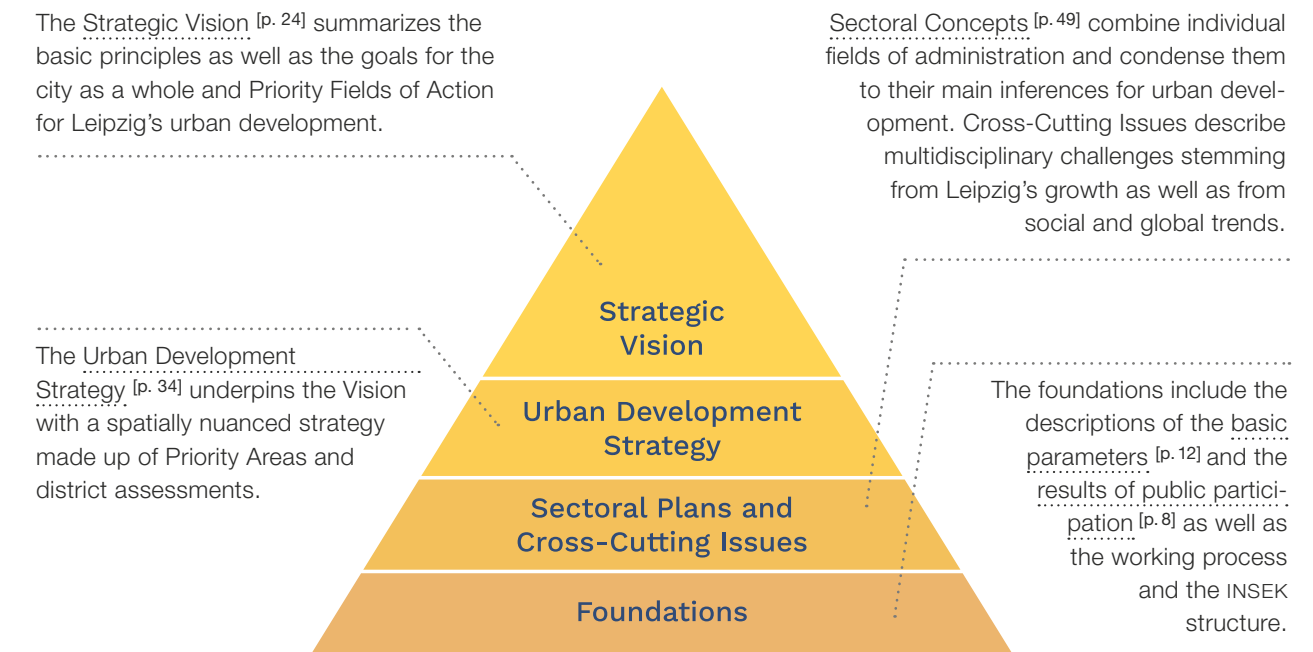 The Strategic Vision [p. 24] summarizes the
basic principles as well as the goals for the
city as a whole and Priority Fields of Action
for Leipzig’s urban development.
Sectoral Concepts [p. 49] combine individual
fields of administration and condense them
to their main inferences for urban devel-
opment. Cross-Cutting Issues describe
multidisciplinary challenges stemming
from Leipzig’s growth as well as from
social and global trends.
Strategic
Vision
The Urban Development
Strategy [p. 34] underpins the Vision
with a spatially nuanced strategy
made up of Priority Areas and
district assessments.
Urban Development
Strategy
The foundations include the
descriptions of the basic
parameters [p. 12] and the
results of public partici-
pation [p. 8] as well as
the working process
and the INSEK
structure.
Sectoral Plans and
Cross-Cutting Issues
Foundations